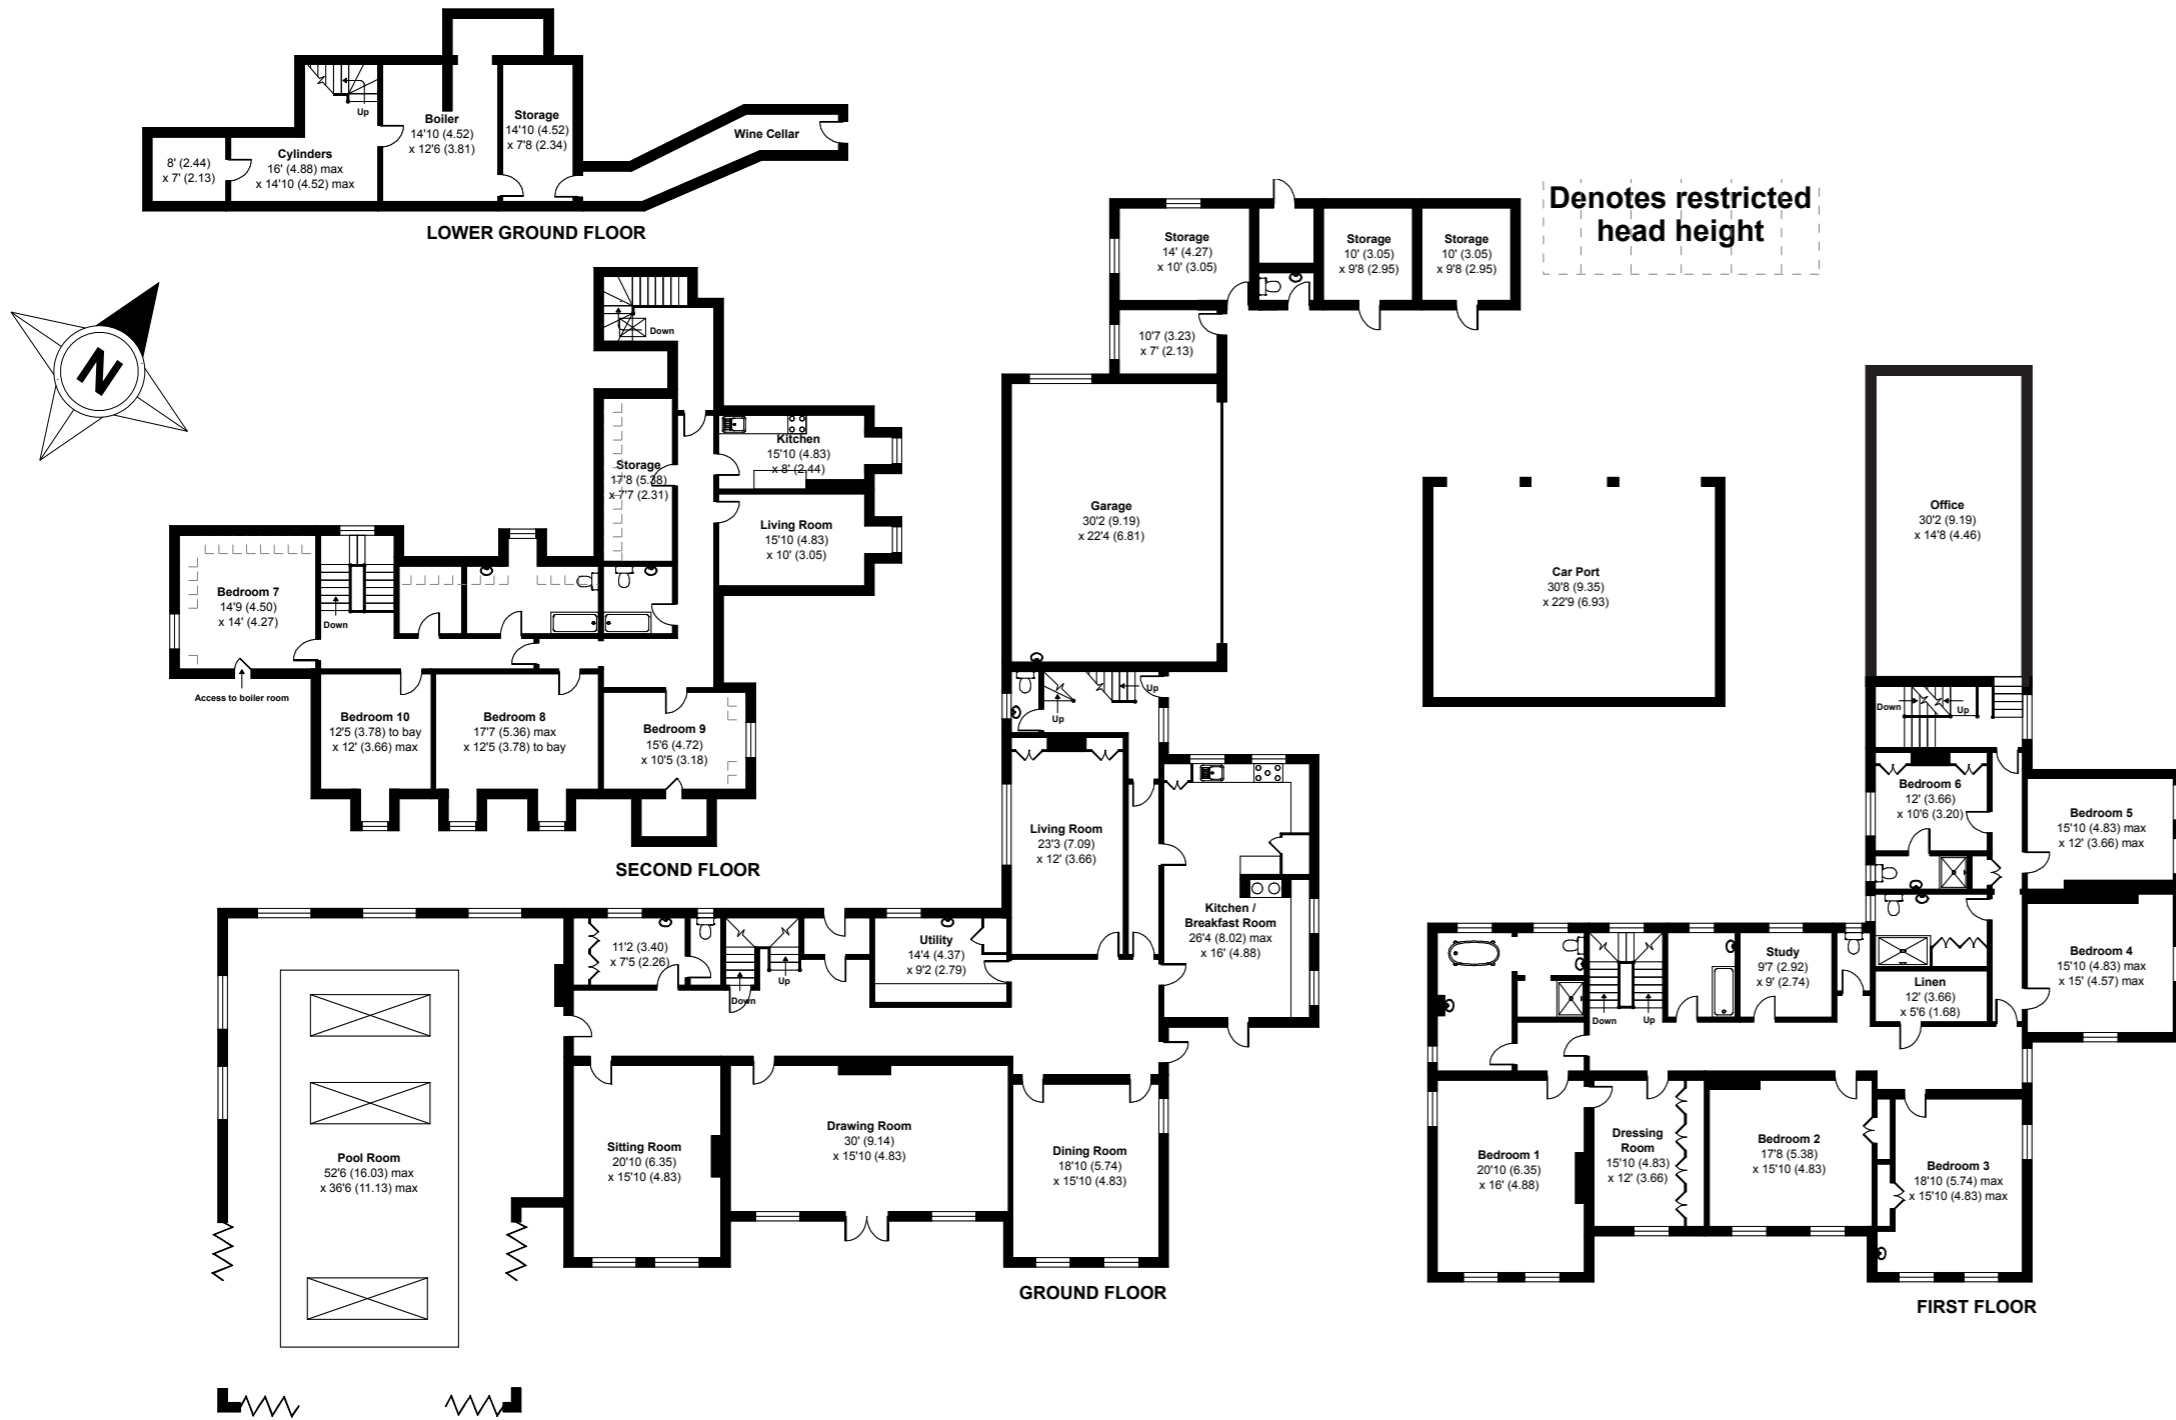 Up
Boiler
14'10 (4.52)
x 12'6 (3.81)
Storage
14'10 (4.52)
x 7'8 (2.34)
Wine Cellar
8' (2.44)
x 7' (2.13)
Cylinders
16' (4.88) max
x 14'10 (4.52) max
LOWER GROUND FLOOR
N
Down
Kitchen
15'10 (4.83)
x 8' (2.44)
Storage
17'8 (5.38)
x 7'7 (2.31)
Living Room
15'10 (4.83)
x 10' (3.05)
Bedroom 7
14'9 (4.50)
x 14' (4.27)
Down
Access to boiler room
Bedroom 10
12'5 (3.78) to bay
x 12' (3.66) max
Bedroom 8
17'7 (5.36) max
x 12'5 (3.78) to bay
Bedroom 9
15'6 (4.72)
x 10'5 (3.18)
SECOND FLOOR
Storage
14' (4.27)
x 10' (3.05)
Storage
10' (3.05)
x 9'8 (2.95)
Storage
10' (3.05)
x 9'8 (2.95)
Denotes restricted
head height
10'7 (3.23)
x 7' (2.13)
Garage
30'2 (9.19)
x 22'4 (6.81)
Up
Up
Car Port
30'8 (9.35)
x 22'9 (6.93)
Living Room
23'3 (7.09)
x 12' (3.66)
Kitchen /
Breakfast Room
26'4 (8.02) max
x 16' (4.88)
11'2 (3.40)
x 7'5 (2.26)
Down
Up
Utility
14'4 (4.37)
x 9'2 (2.79)
Pool Room
52'6 (16.03) max
x 36'6 (11.13) max
Sitting Room
20'10 (6.35)
x 15'10 (4.83)
Drawing Room
30' (9.14)
x 15'10 (4.83)
Dining Room
18'10 (5.74)
x 15'10 (4.83)
GROUND FLOOR
Office
30'2 (9.19)
x 14'8 (4.46)
Down
Up
Bedroom 6
12' (3.66)
x 10'6 (3.20)
Bedroom 5
15'10 (4.83) max
x 12' (3.66) max
Bedroom 4
15'10 (4.83) max
x 15' (4.57) max
Study
9'7 (2.92)
x 9' (2.74)
Linen
12' (3.66)
x 5'6 (1.68)
Down
Up
Bedroom 1
20'10 (6.35)
x 16' (4.88)
Dressing
Room
15'10 (4.83)
x 12' (3.66)
Bedroom 2
17'8 (5.38)
x 15'10 (4.83)
Bedroom 3
18'10 (5.74) max
x 15'10 (4.83) max
FIRST FLOOR